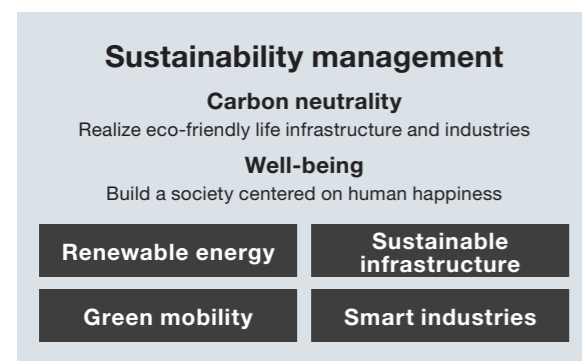 Sustainability management
Carbon neutrality
Realize eco-friendly life infrastructure and industries
Well-being
Build a society centered on human happiness
Renewable energy
Sustainable
infrastructure
Green mobility
Smart industries